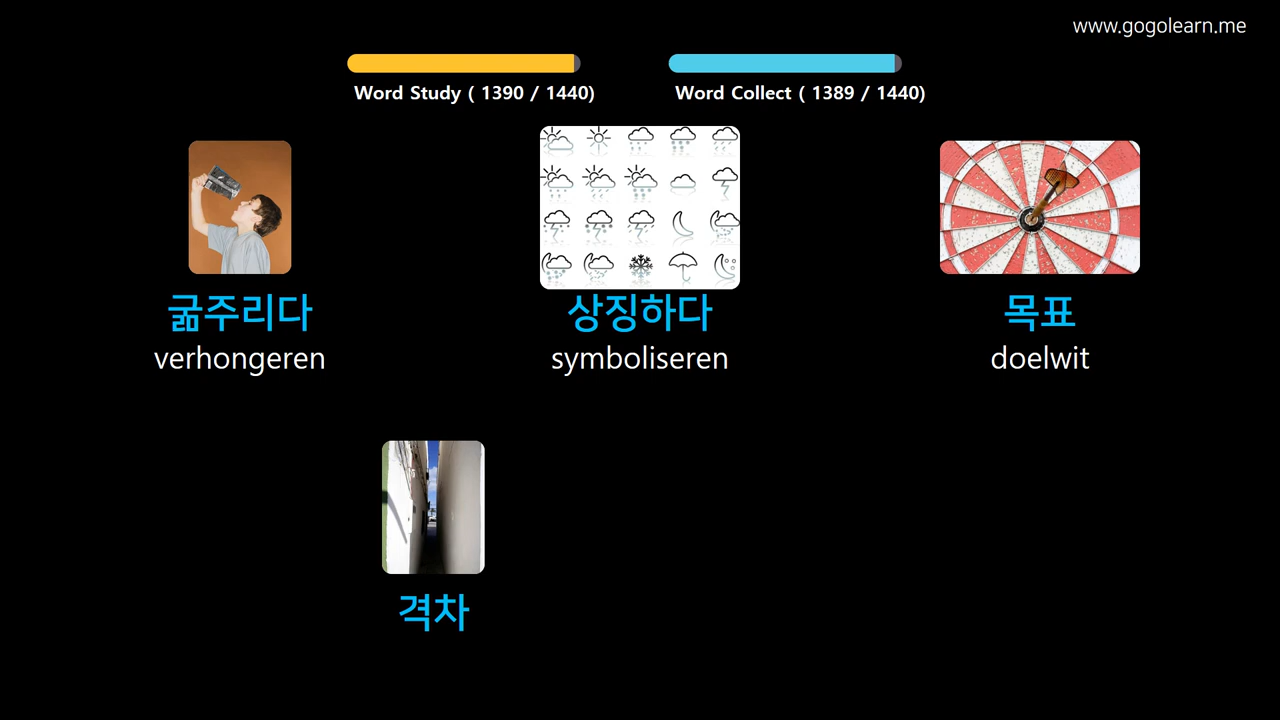 www.gogolearn.me
Word Study ( 1390 / 1440)
Word Collect ( 1389 / 1440)
굶주리다
verhongeren
상징하다
symboliseren
목표
doelwit
격차